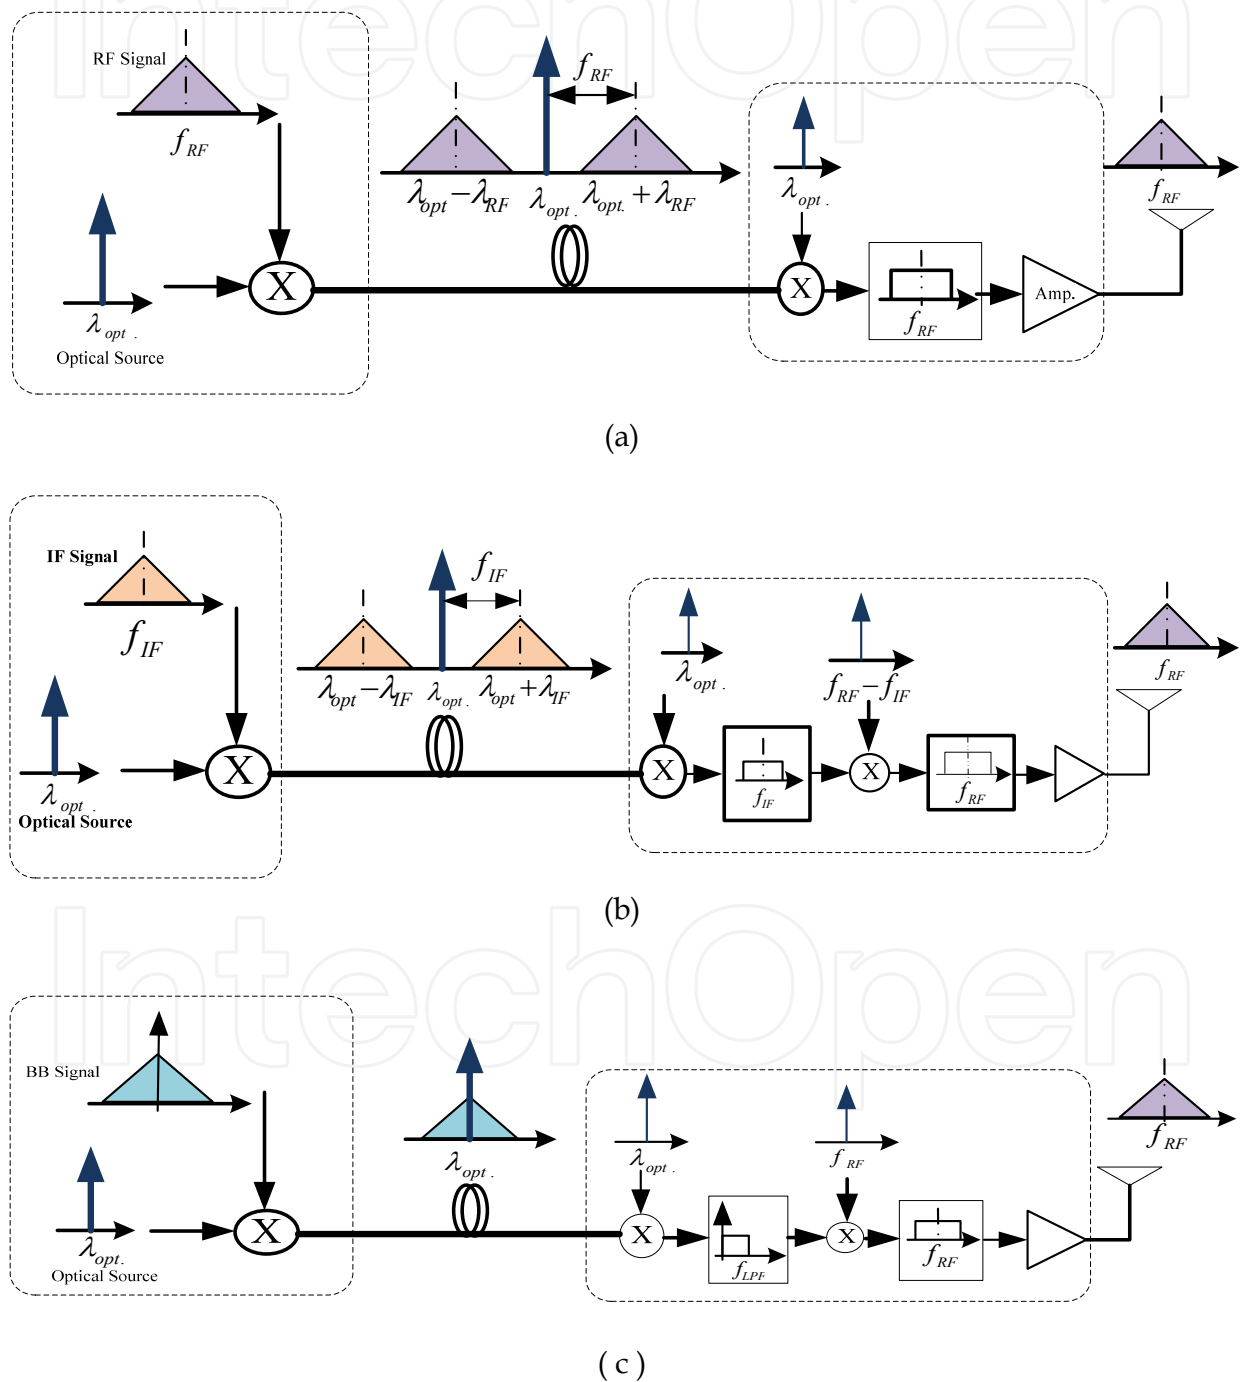 IntechOpen
RF Signal
f_RF
f_RF
λ_opt.
Optical Source
X
λ_opt − λ_RF
λ_opt.
λ_opt. + λ_RF
λ_opt.
X
f_RF
Amp.
f_RF
(a)
IF Signal
f_IF
f_IF
λ_opt.
Optical Source
X
λ_opt − λ_IF
λ_opt.
λ_opt + λ_IF
λ_opt.
f_RF − f_IF
X
f_IF
X
f_RF
f_RF
(b)
IntechOpen
BB Signal
λ_opt.
Optical Source
X
λ_opt.
λ_opt.
f_RF
X
f_LPF
X
f_RF
f_RF
( c )